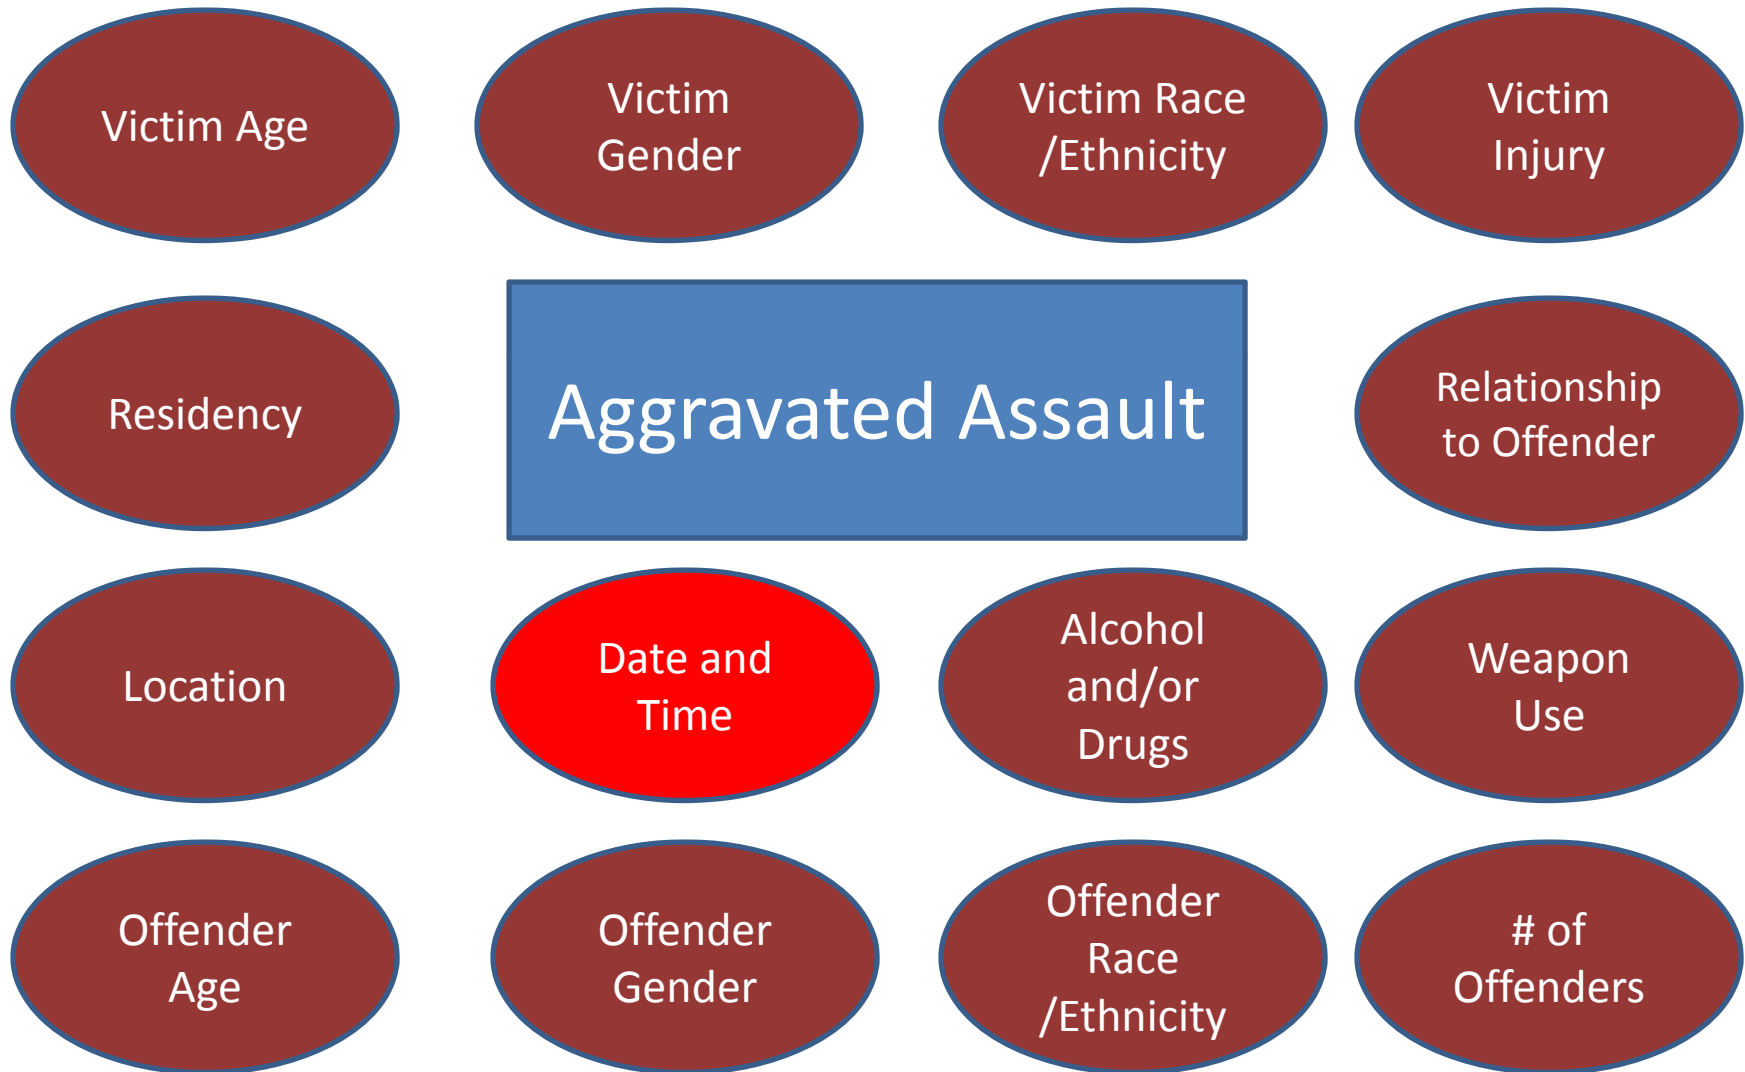 Victim Age
Victim
Gender
Victim Race
/Ethnicity
Victim
Injury
Residency
Aggravated Assault
Relationship
to Offender
Location
Date and
Time
Alcohol
and/or
Drugs
Weapon
Use
Offender
Age
Offender
Gender
Offender
Race
/Ethnicity
# of
Offenders